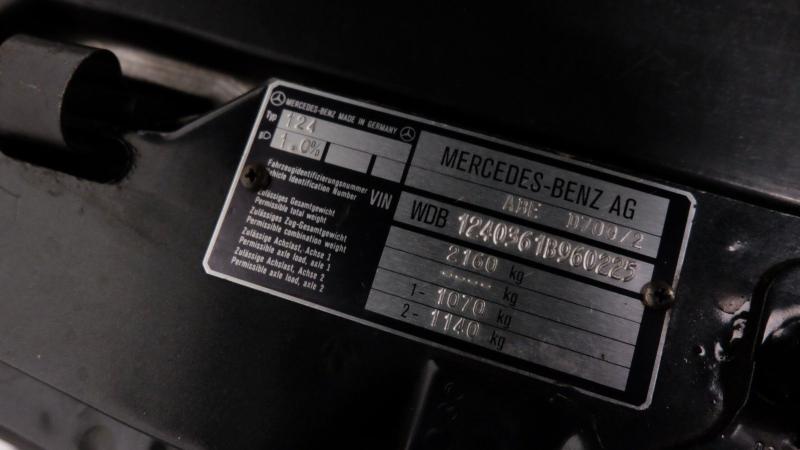 MERCEDES-BENZ MADE IN GERMANY
Typ 124
1.0%
Fahrzeugidentifizierungsnummer
Vehicle Identification Number
VIN
Zulässiges Gesamtgewicht
Permissible total weight
Zulässiges Zug-Gesamtgewicht
Permissible combination weight
Zulässige Achslast, Achse 1
Permissible axle load, axle 1
Zulässige Achslast, Achse 2
Permissible axle load, axle 2
MERCEDES-BENZ AG
ABE D709/2
WDB 1240361B960225
2160 kg
------ kg
1- 1070 kg
2- 1140 kg